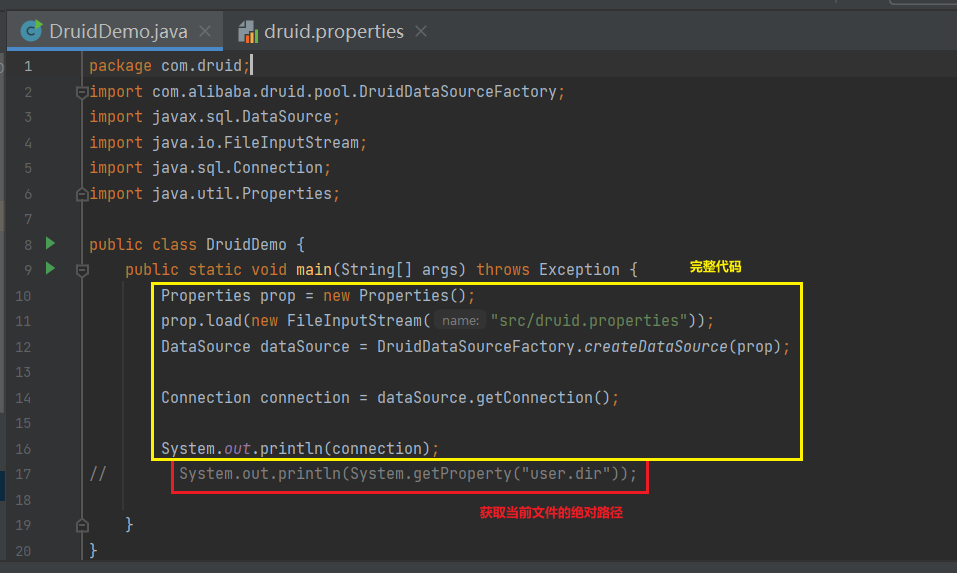 DruidDemo.java
druid.properties
1 package com.druid;
2 import com.alibaba.druid.pool.DruidDataSourceFactory;
3 import javax.sql.DataSource;
4 import java.io.FileInputStream;
5 import java.sql.Connection;
6 import java.util.Properties;
7
8 public class DruidDemo {
9 public static void main(String[] args) throws Exception {
完整代码
10 Properties prop = new Properties();
11 prop.load(new FileInputStream( name: "src/druid.properties"));
12 DataSource dataSource = DruidDataSourceFactory.createDataSource(prop);
13
14 Connection connection = dataSource.getConnection();
15
16 System.out.println(connection);
17 // System.out.println(System.getProperty("user.dir"));
18
获取当前文件的绝对路径
19 }
20 }